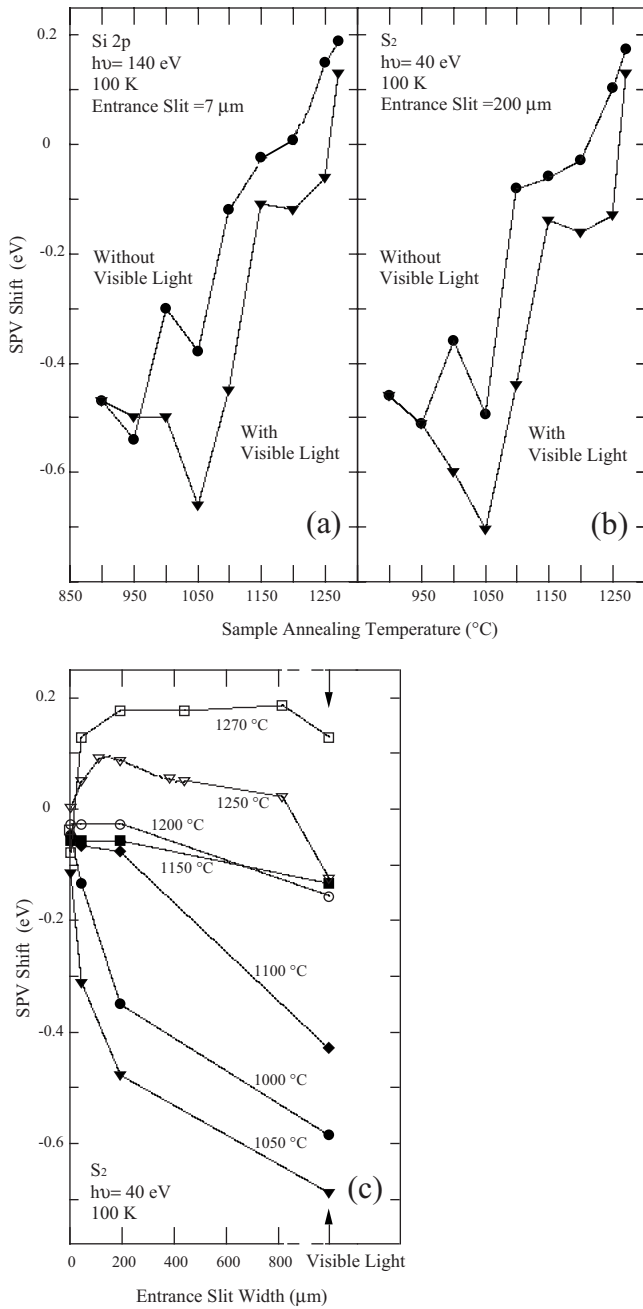 0.2
0
-0.2
-0.4
-0.6
SPV Shift (eV)
Si 2p
hυ= 140 eV
100 K
Entrance Slit =7 μm
Without
Visible Light
With
Visible Light
(a)
S2
hυ= 40 eV
100 K
Entrance Slit =200 μm
Without
Visible Light
With
Visible Light
(b)
850 950 1050 1150 1250 950 1050 1150 1250
Sample Annealing Temperature (°C)
0.2
0
-0.2
-0.4
-0.6
SPV Shift (eV)
1270 °C
1250 °C
1200 °C
1150 °C
1100 °C
1000 °C
1050 °C
S2
hυ= 40 eV
100 K
(c)
0 200 400 600 800 Visible Light
Entrance Slit Width (μm)